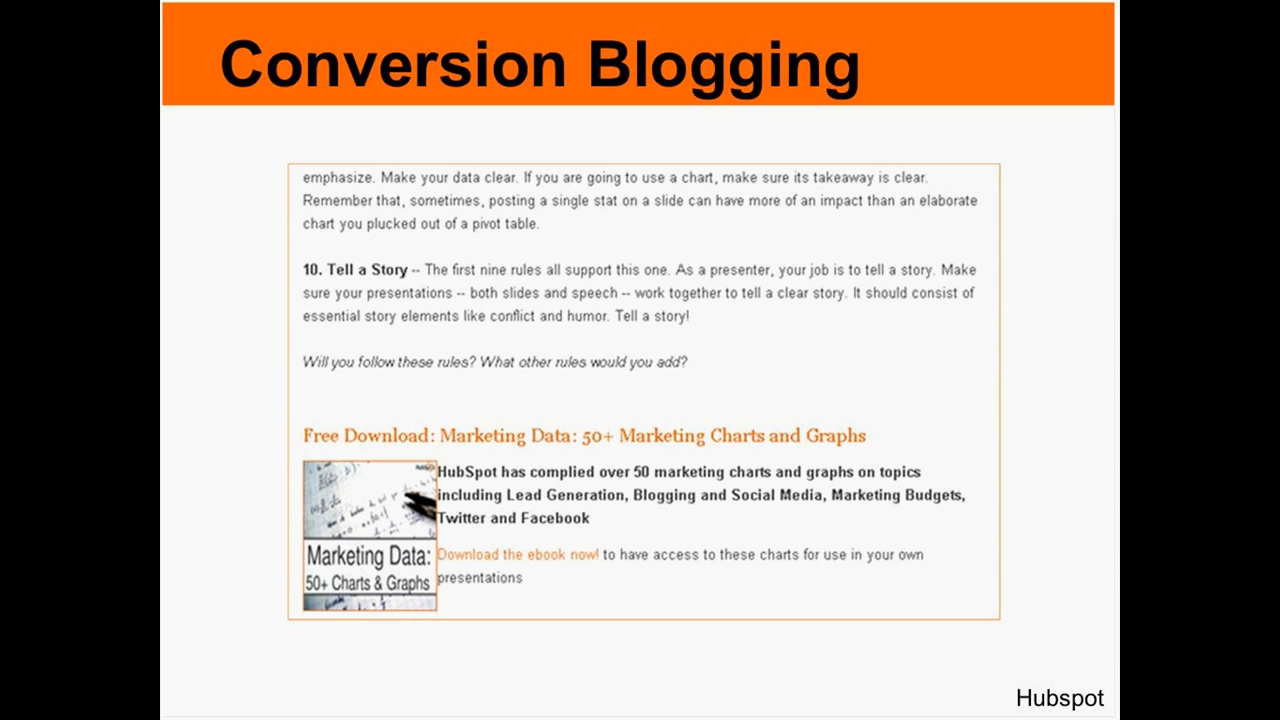 Conversion Blogging
emphasize. Make your data clear. If you are going to use a chart, make sure its takeaway is clear.
Remember that, sometimes, posting a single stat on a slide can have more of an impact than an elaborate
chart you plucked out of a pivot table.
10. Tell a Story -- The first nine rules all support this one. As a presenter, your job is to tell a story. Make
sure your presentations -- both slides and speech -- work together to tell a clear story. It should consist of
essential story elements like conflict and humor. Tell a story!
Will you follow these rules? What other rules would you add?
Free Download: Marketing Data: 50+ Marketing Charts and Graphs
HubSpot has complied over 50 marketing charts and graphs on topics
including Lead Generation, Blogging and Social Media, Marketing Budgets,
Twitter and Facebook
Download the ebook now! to have access to these charts for use in your own
presentations
Marketing Data:
50+ Charts & Graphs
Hubspot